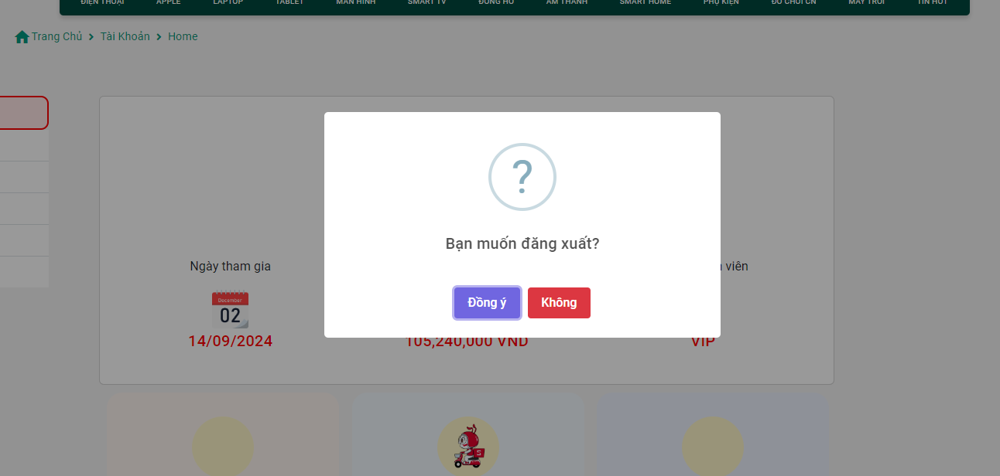 ĐIỆN THOẠI APPLE LAPTOP TABLET MÀN HÌNH SMART TV ĐỒNG HỒ ÂM THANH SMART HOME PHỤ KIỆN ĐỒ CHƠI CN MÁY TRÔI TIN HOT
Trang Chủ > Tài Khoản > Home
Bạn muốn đăng xuất?
Ngày tham gia
viên
December
02
Đồng ý Không
14/09/2024 105,240,000 VND VIP
S